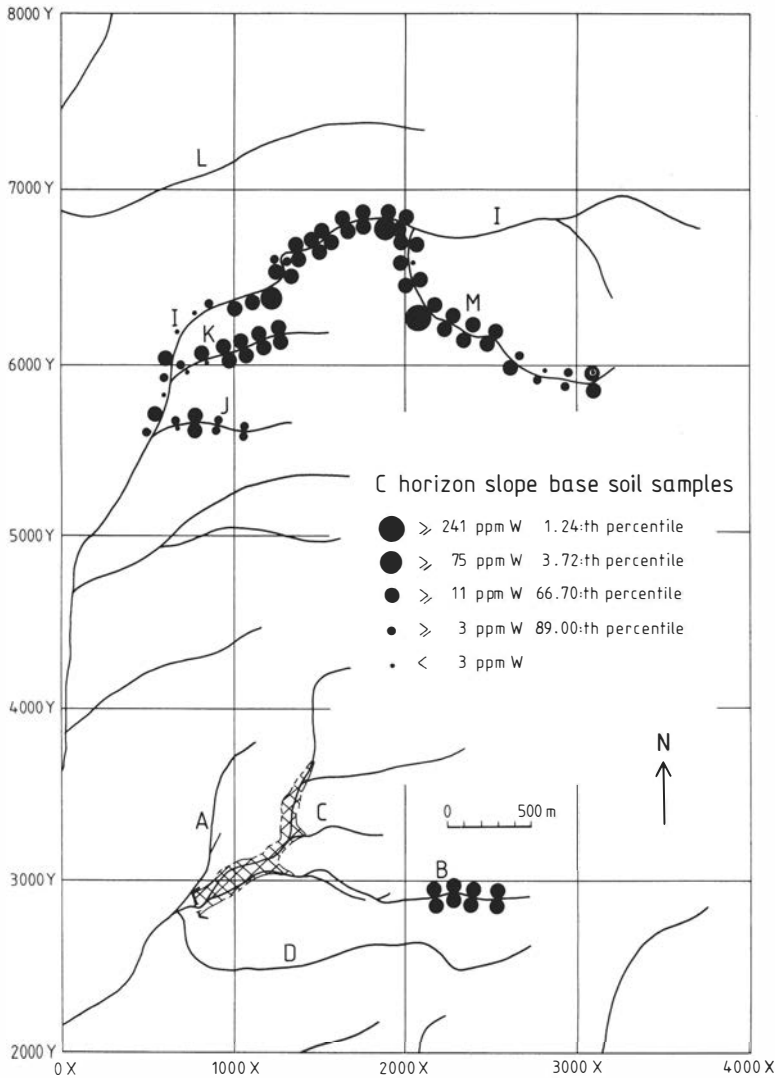 8000 Y
L
7000 Y
I
M
I
K
6000 Y
J
C horizon slope base soil samples
⩾ 241 ppm W 1.24:th percentile
⩾ 75 ppm W 3.72:th percentile
5000 Y
⩾ 11 ppm W 66.70:th percentile
⩾ 3 ppm W 89.00:th percentile
< 3 ppm W
4000 Y
N
A
C
0 500 m
B
3000 Y
D
2000 Y
0 X 1000 X 2000 X 3000 X 4000 X